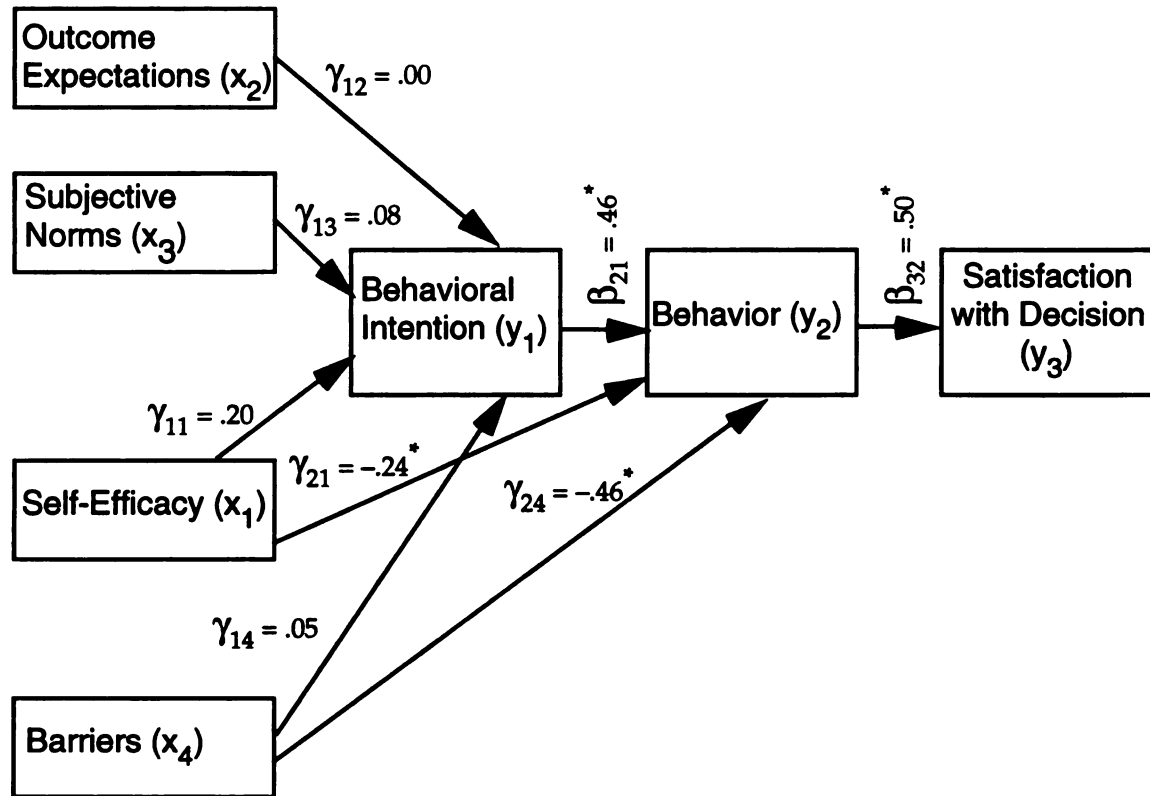 Outcome
Expectations (x₂)
γ₁₂ = .00
Subjective
Norms (x₃)
γ₁₃ = .08
Behavioral
Intention (y₁)
β₂₁ = .46*
Behavior (y₂)
β₃₂ = .50*
Satisfaction
with Decision
(y₃)
γ₁₁ = .20
Self-Efficacy (x₁)
γ₂₁ = -.24*
γ₂₄ = -.46*
γ₁₄ = .05
Barriers (x₄)